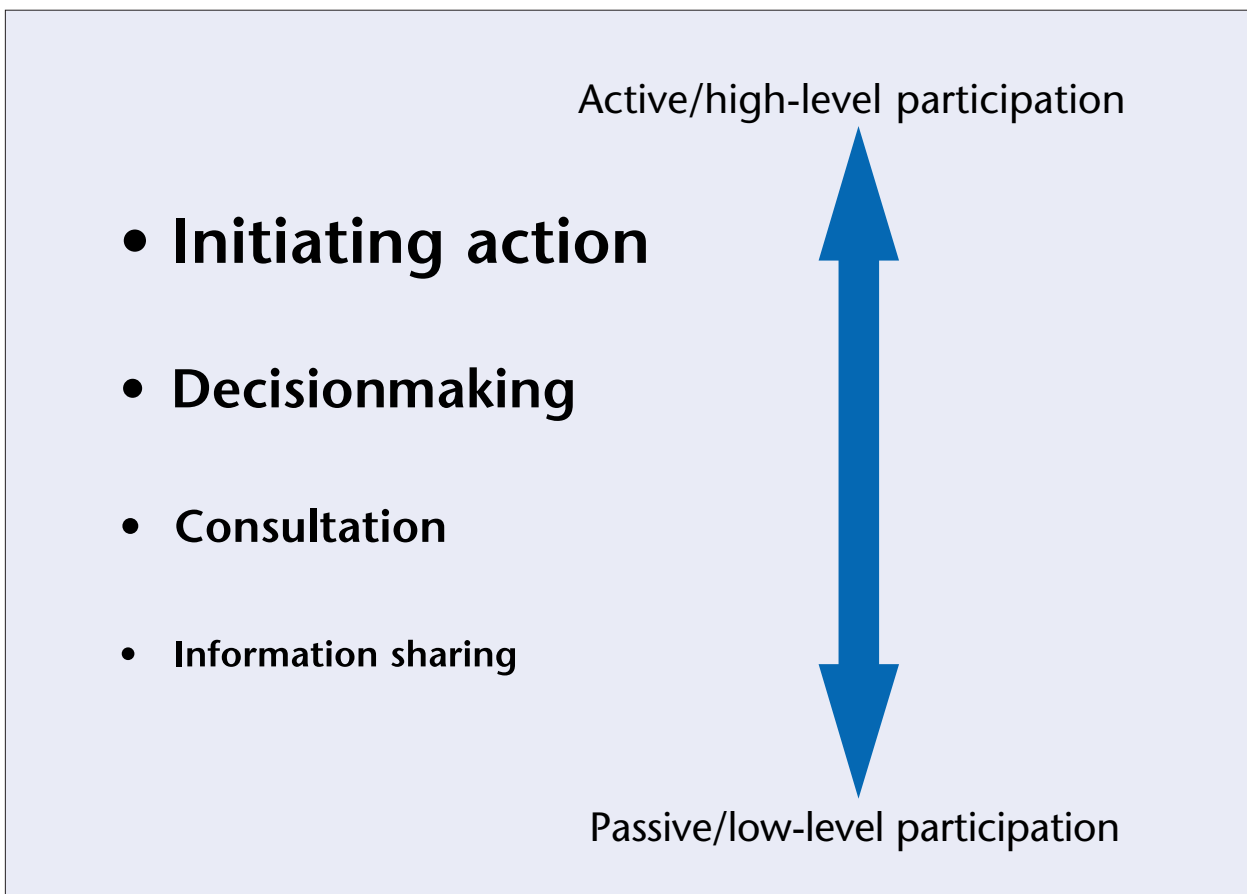 Active/high-level participation
• Initiating action
• Decisionmaking
• Consultation
• Information sharing
Passive/low-level participation